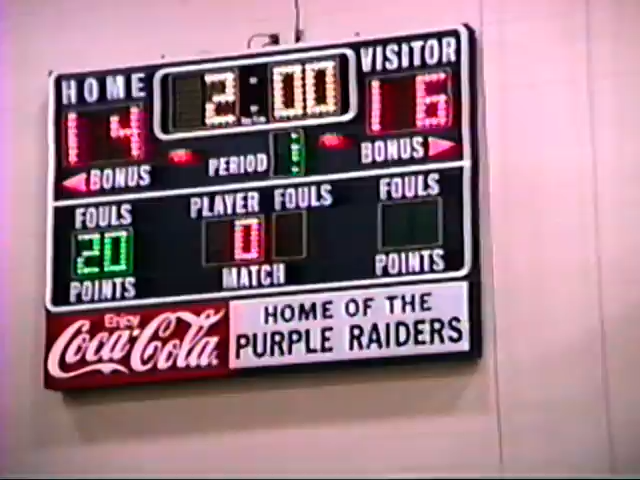 HOME
2:00
VISITOR
14
16
BONUS
PERIOD 1
BONUS
FOULS
PLAYER FOULS
FOULS
20
0
POINTS
MATCH
POINTS
Enjoy
Coca-Cola
HOME OF THE
PURPLE RAIDERS